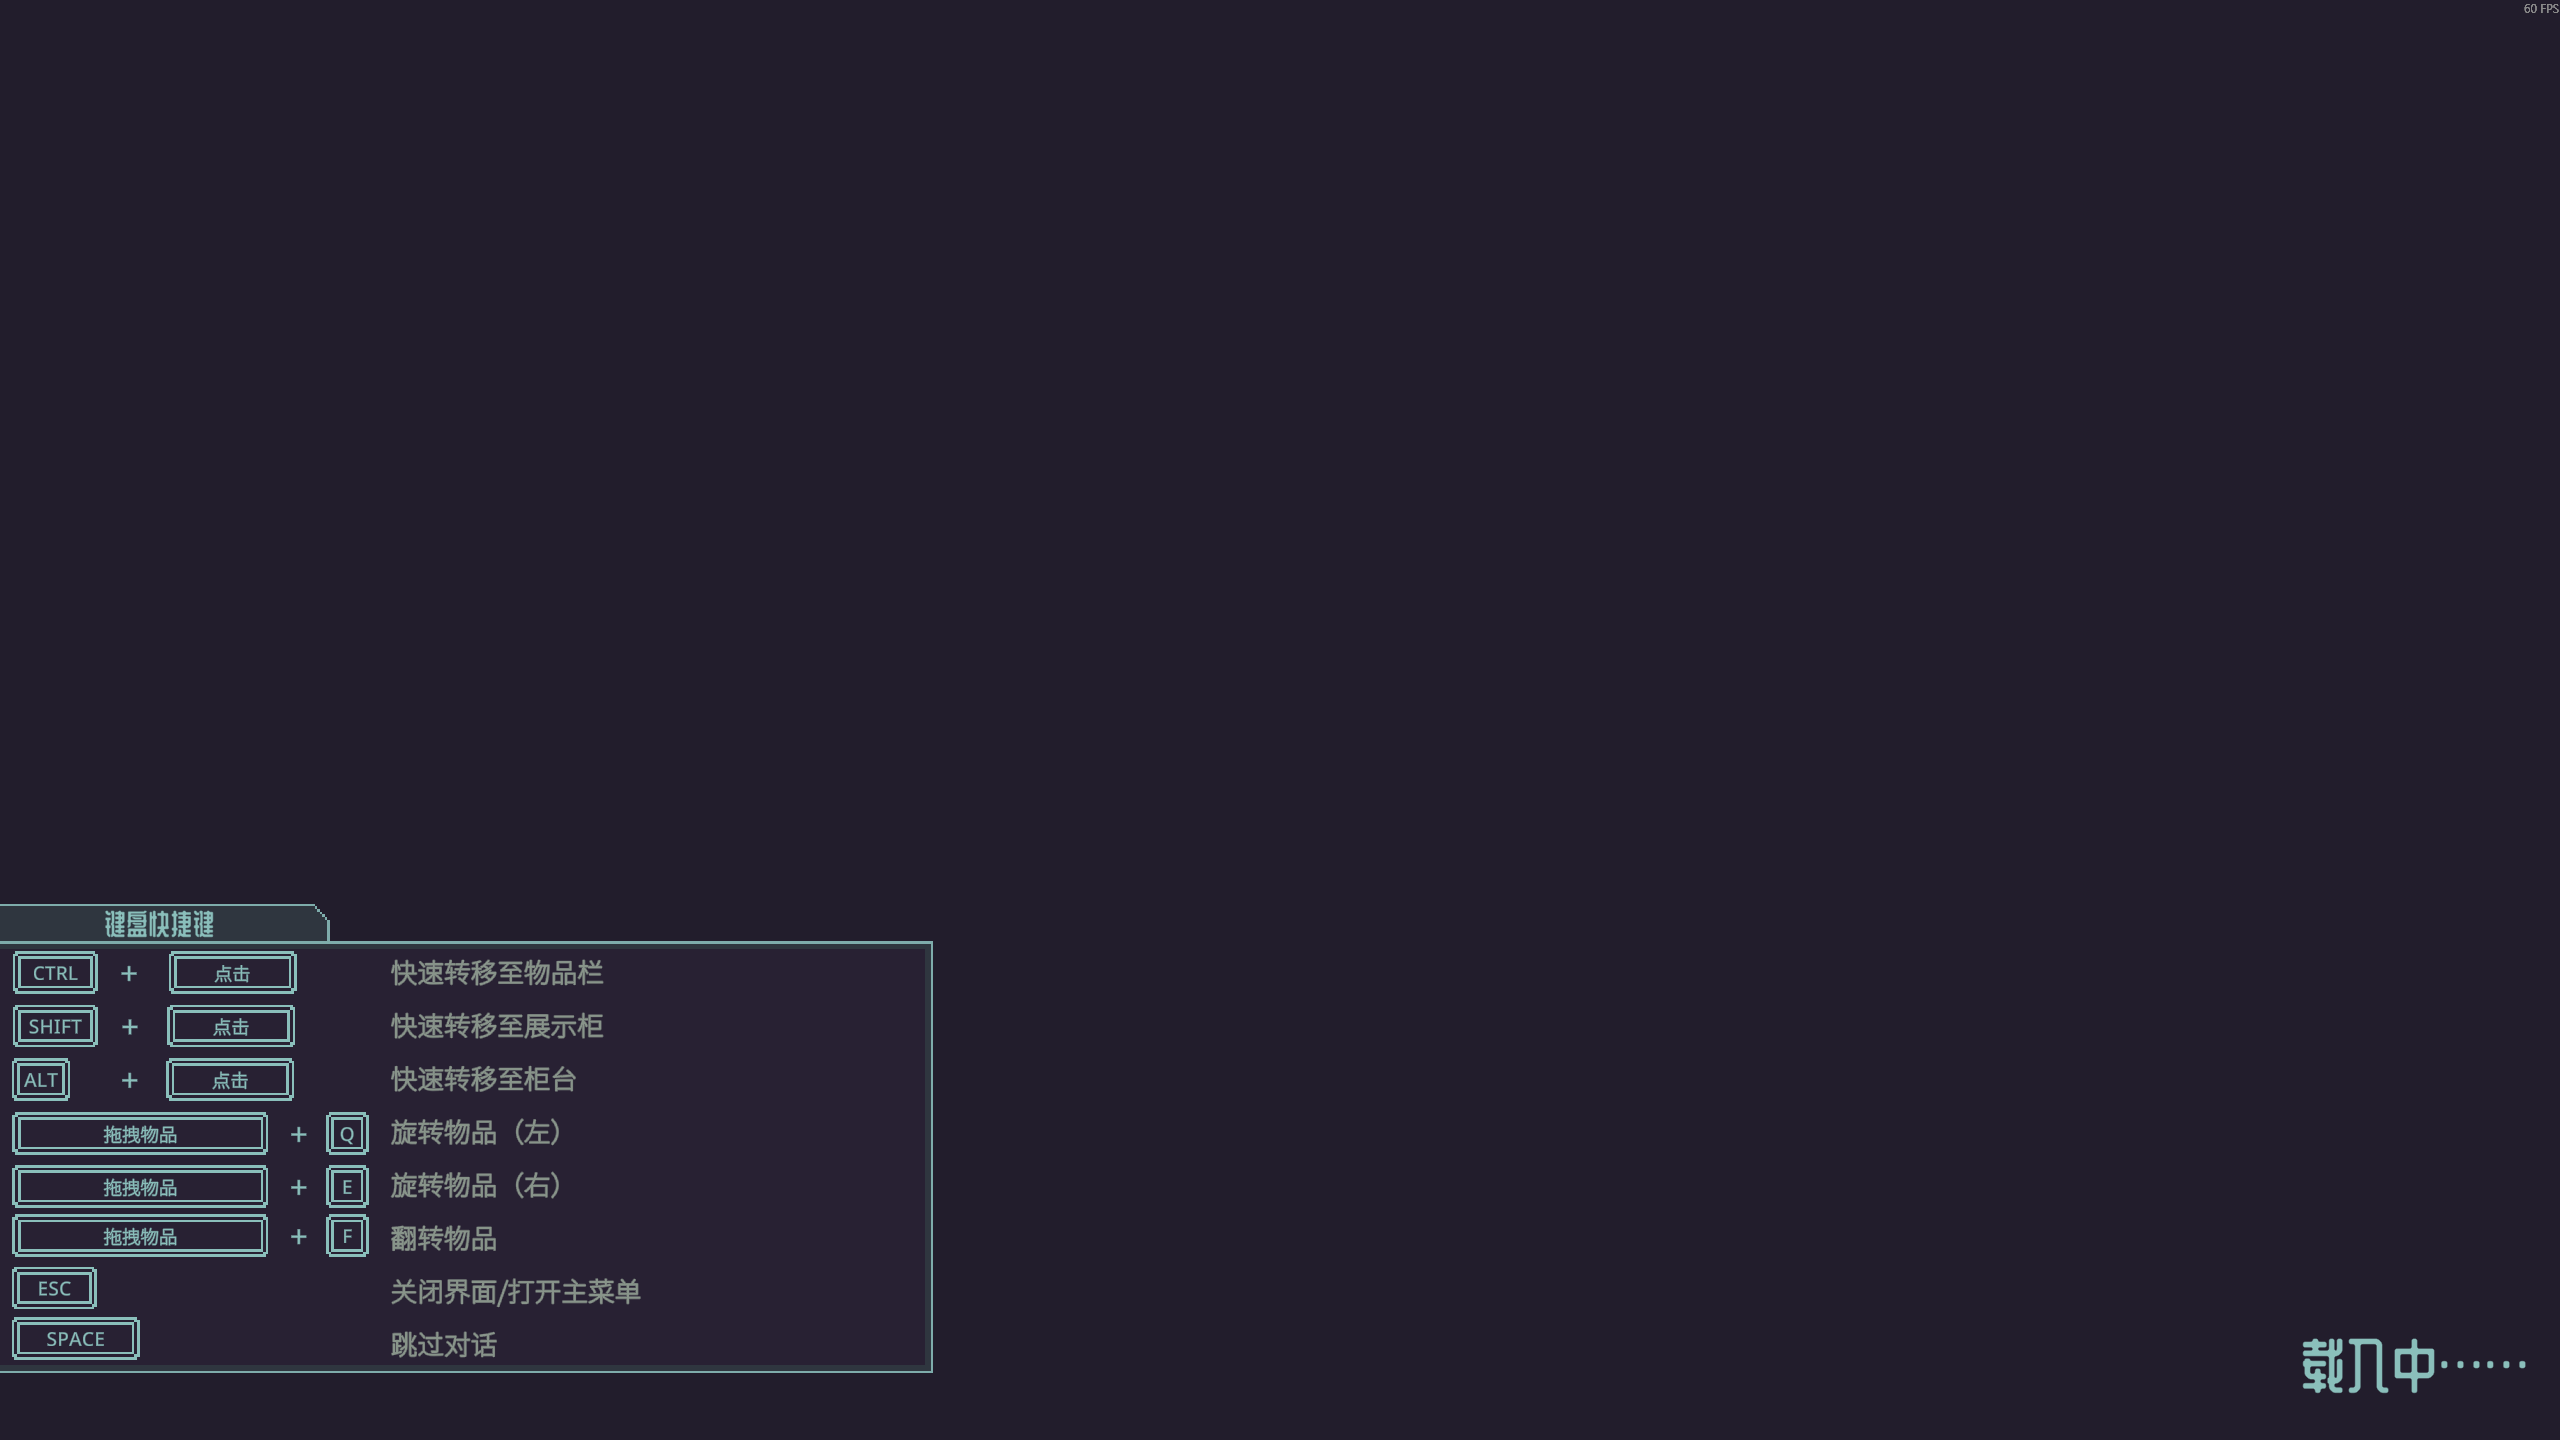 60 FPS
键盘快捷键
CTRL + 点击 快速转移至物品栏
SHIFT + 点击 快速转移至展示柜
ALT + 点击 快速转移至柜台
拖拽物品 + Q 旋转物品（左）
拖拽物品 + E 旋转物品（右）
拖拽物品 + F 翻转物品
ESC 关闭界面/打开主菜单
SPACE 跳过对话
载入中······